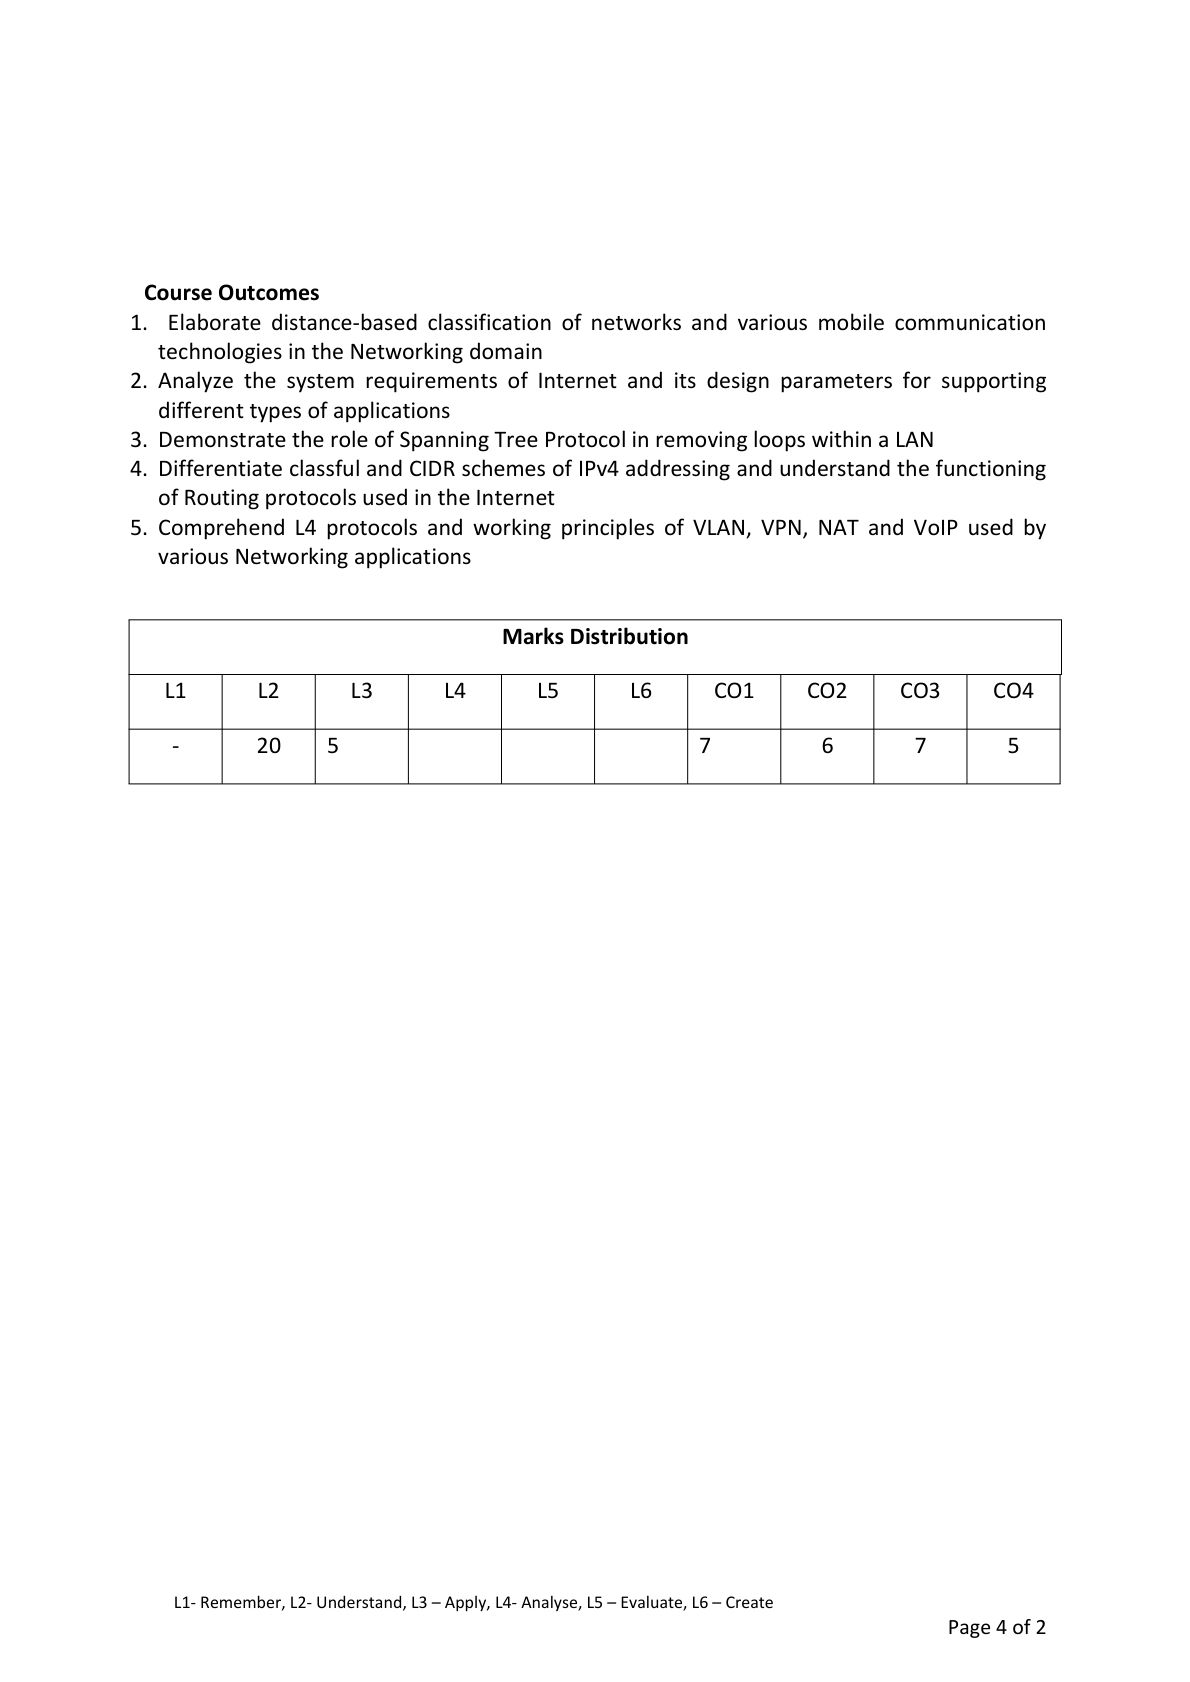 Course Outcomes
1. Elaborate distance-based classification of networks and various mobile communication
technologies in the Networking domain
2. Analyze the system requirements of Internet and its design parameters for supporting
different types of applications
3. Demonstrate the role of Spanning Tree Protocol in removing loops within a LAN
4. Differentiate classful and CIDR schemes of IPv4 addressing and understand the functioning
of Routing protocols used in the Internet
5. Comprehend L4 protocols and working principles of VLAN, VPN, NAT and VoIP used by
various Networking applications
Marks Distribution
L1 L2 L3 L4 L5 L6 CO1 CO2 CO3 CO4
- 20 5 7 6 7 5
L1- Remember, L2- Understand, L3 – Apply, L4- Analyse, L5 – Evaluate, L6 – Create
Page 4 of 2